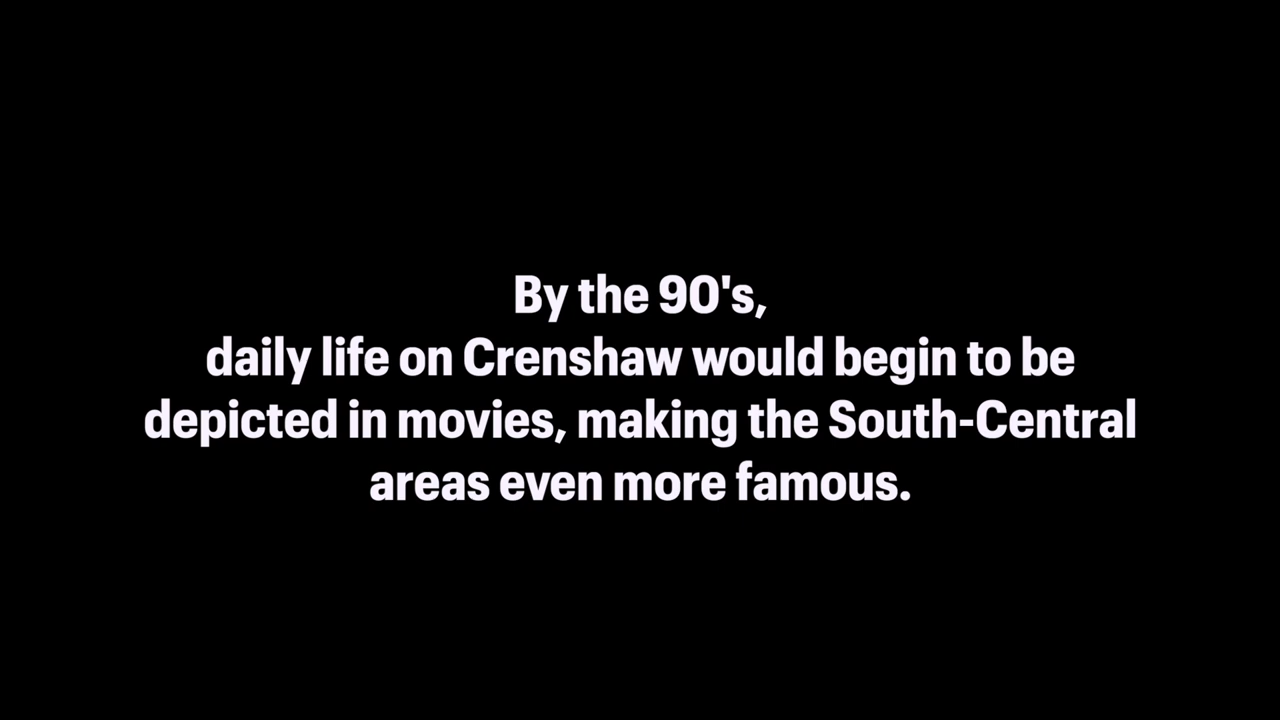 By the 90's,
daily life on Crenshaw would begin to be
depicted in movies, making the South-Central
areas even more famous.